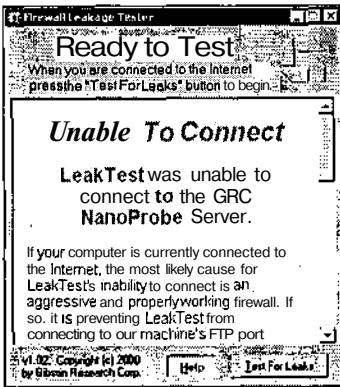 Firewall Leakage Tester
Ready to Test
When you are connected to the Internet
press the "Test For Leaks" button to begin.
Unable To Connect
LeakTest was unable to
connect to the GRC
NanoProbe Server.
If your computer is currently connected to
the Internet, the most likely cause for
LeakTest's inability to connect is an
aggressive and properly working firewall. If
so. it is preventing LeakTest from
connecting to our machine's FTP port
v1.02. Copyright (c) 2000
by Gibson Research Corp.
Help
Test For Leaks